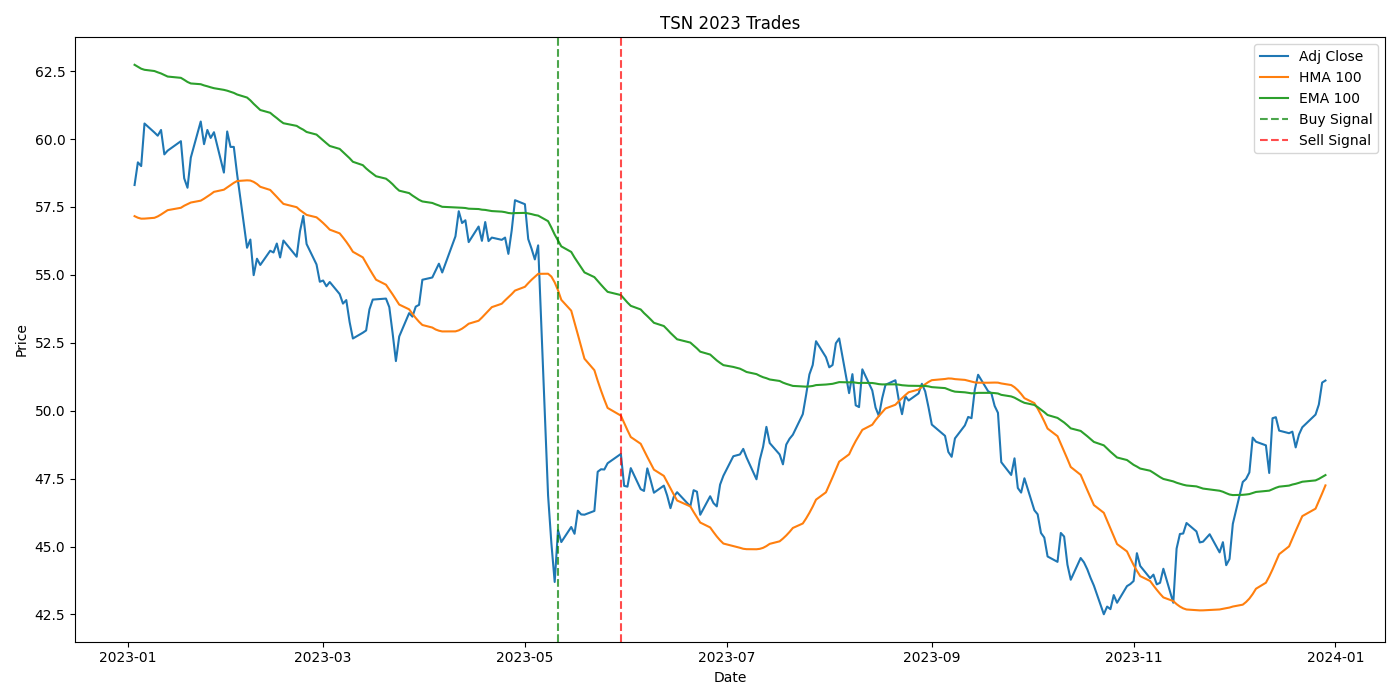 TSN 2023 Trades
Adj Close
HMA 100
EMA 100
Buy Signal
Sell Signal
Price
62.5
60.0
57.5
55.0
52.5
50.0
47.5
45.0
42.5
2023-01 2023-03 2023-05 2023-07 2023-09 2023-11 2024-01
Date